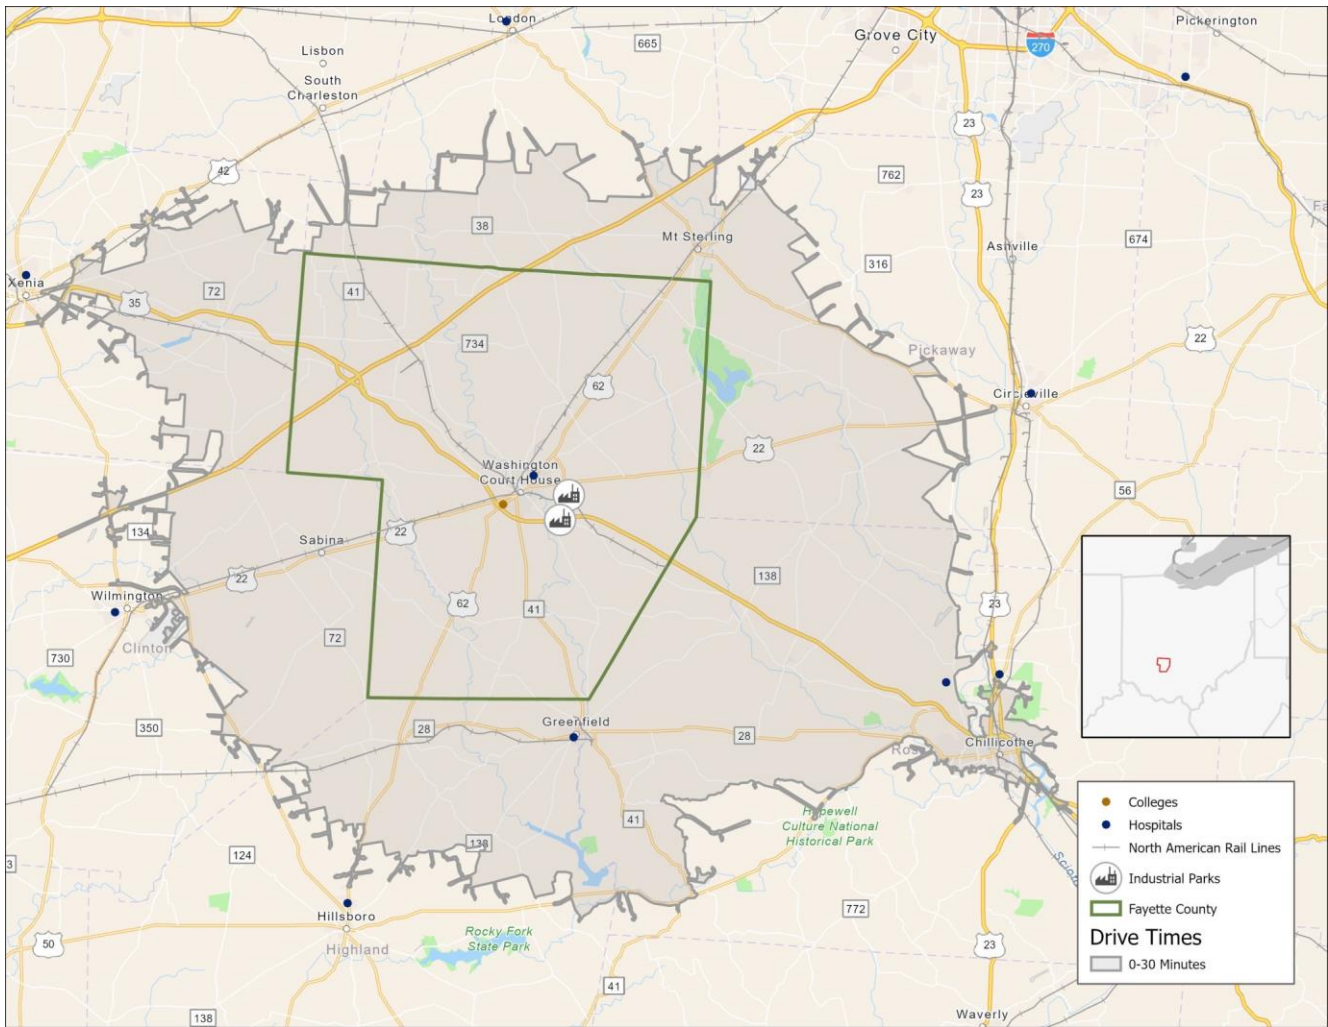 London
Pickerington
Grove City
665
270
Lisbon
South
Charleston
23
42
762
23
38
Mt Sterling
Ashville
674
316
Xenia
72
41
35
734
22
Pickaway
62
Circleville
22
Washington
Court House
56
134
22
Sabina
22
138
23
Wilmington
62
41
72
Clinton
730
350
28
Greenfield
28
Chillicothe
Hopewell
Culture National
Historical Park
41
138
124
772
Hillsboro
Rocky Fork
State Park
Highland
50
23
41
138
Waverly
Colleges
Hospitals
North American Rail Lines
Industrial Parks
Fayette County
Drive Times
0-30 Minutes